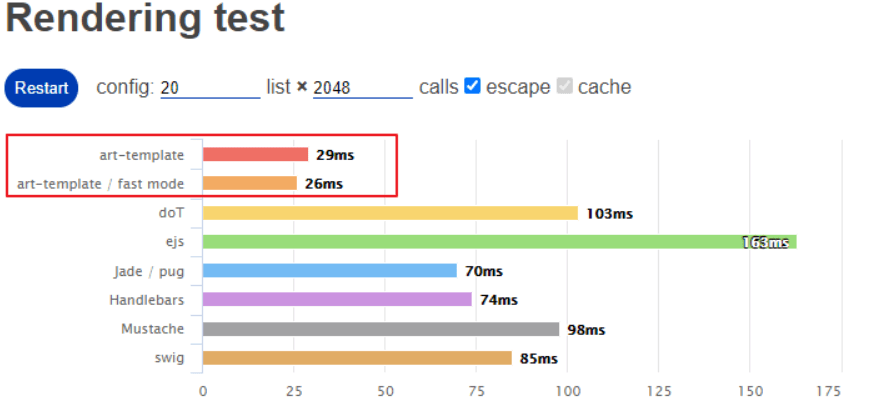 Rendering test
Restart config: 20 list × 2048 calls escape cache
art-template 29ms
art-template / fast mode 26ms
doT 103ms
ejs 163ms
Jade / pug 70ms
Handlebars 74ms
Mustache 98ms
swig 85ms
0 25 50 75 100 125 150 175